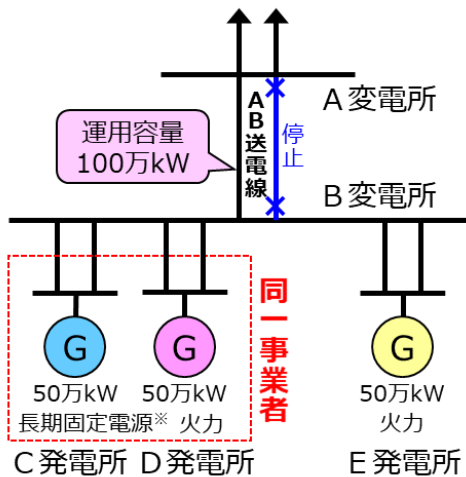 運用容量
100万kW
AB送電線
停止
A変電所
B変電所
同一事業者
G
50万kW
長期固定電源※
C発電所
G
50万kW
火力
D発電所
G
50万kW
火力
E発電所